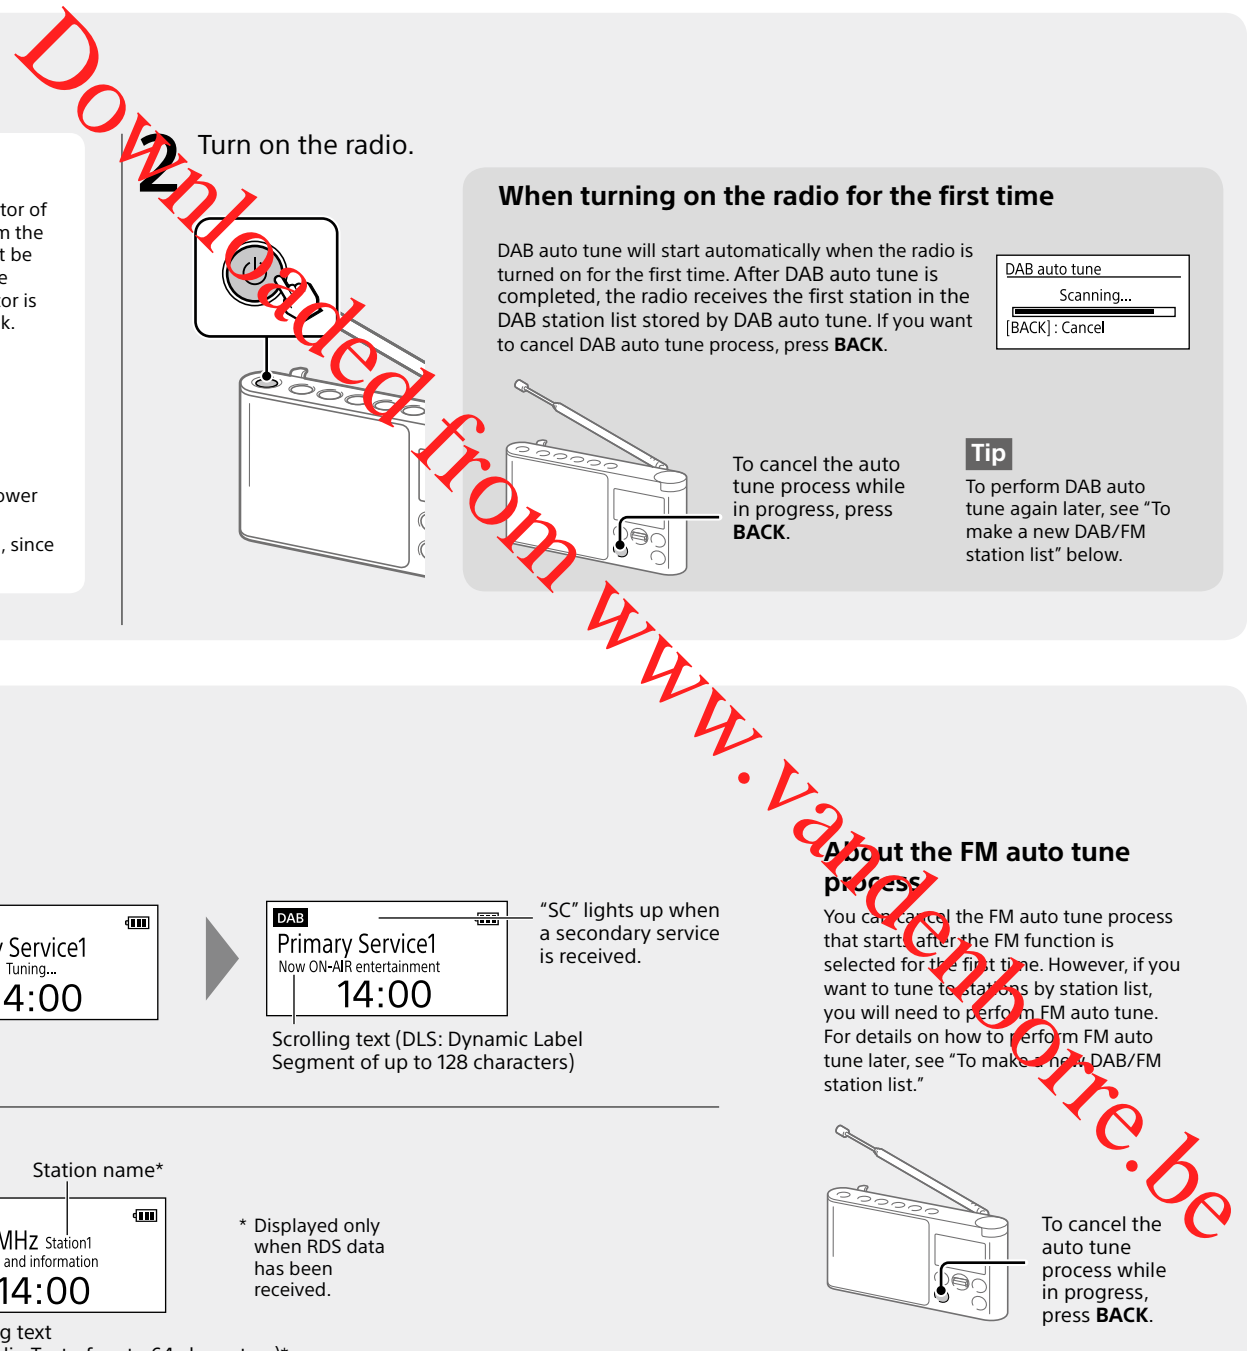 Downloaded from www.vandenborre.be
tor of
m the
t be
e
tor is
k.
ower
, since
2 Turn on the radio.
When turning on the radio for the first time
DAB auto tune will start automatically when the radio is
turned on for the first time. After DAB auto tune is
completed, the radio receives the first station in the
DAB station list stored by DAB auto tune. If you want
to cancel DAB auto tune process, press BACK.
DAB auto tune
Scanning...
[BACK] : Cancel
To cancel the auto
tune process while
in progress, press
BACK.
Tip
To perform DAB auto
tune again later, see “To
make a new DAB/FM
station list” below.
y Service1
Tuning...
4:00
DAB
Primary Service1
Now ON-AIR entertainment
14:00
“SC” lights up when
a secondary service
is received.
Scrolling text (DLS: Dynamic Label
Segment of up to 128 characters)
About the FM auto tune
process
You can cancel the FM auto tune process
that starts after the FM function is
selected for the first time. However, if you
want to tune to stations by station list,
you will need to perform FM auto tune.
For details on how to perform FM auto
tune later, see “To make a new DAB/FM
station list.”
Station name*
MHz Station1
and information
14:00
* Displayed only
when RDS data
has been
received.
g text
To cancel the
auto tune
process while
in progress,
press BACK.